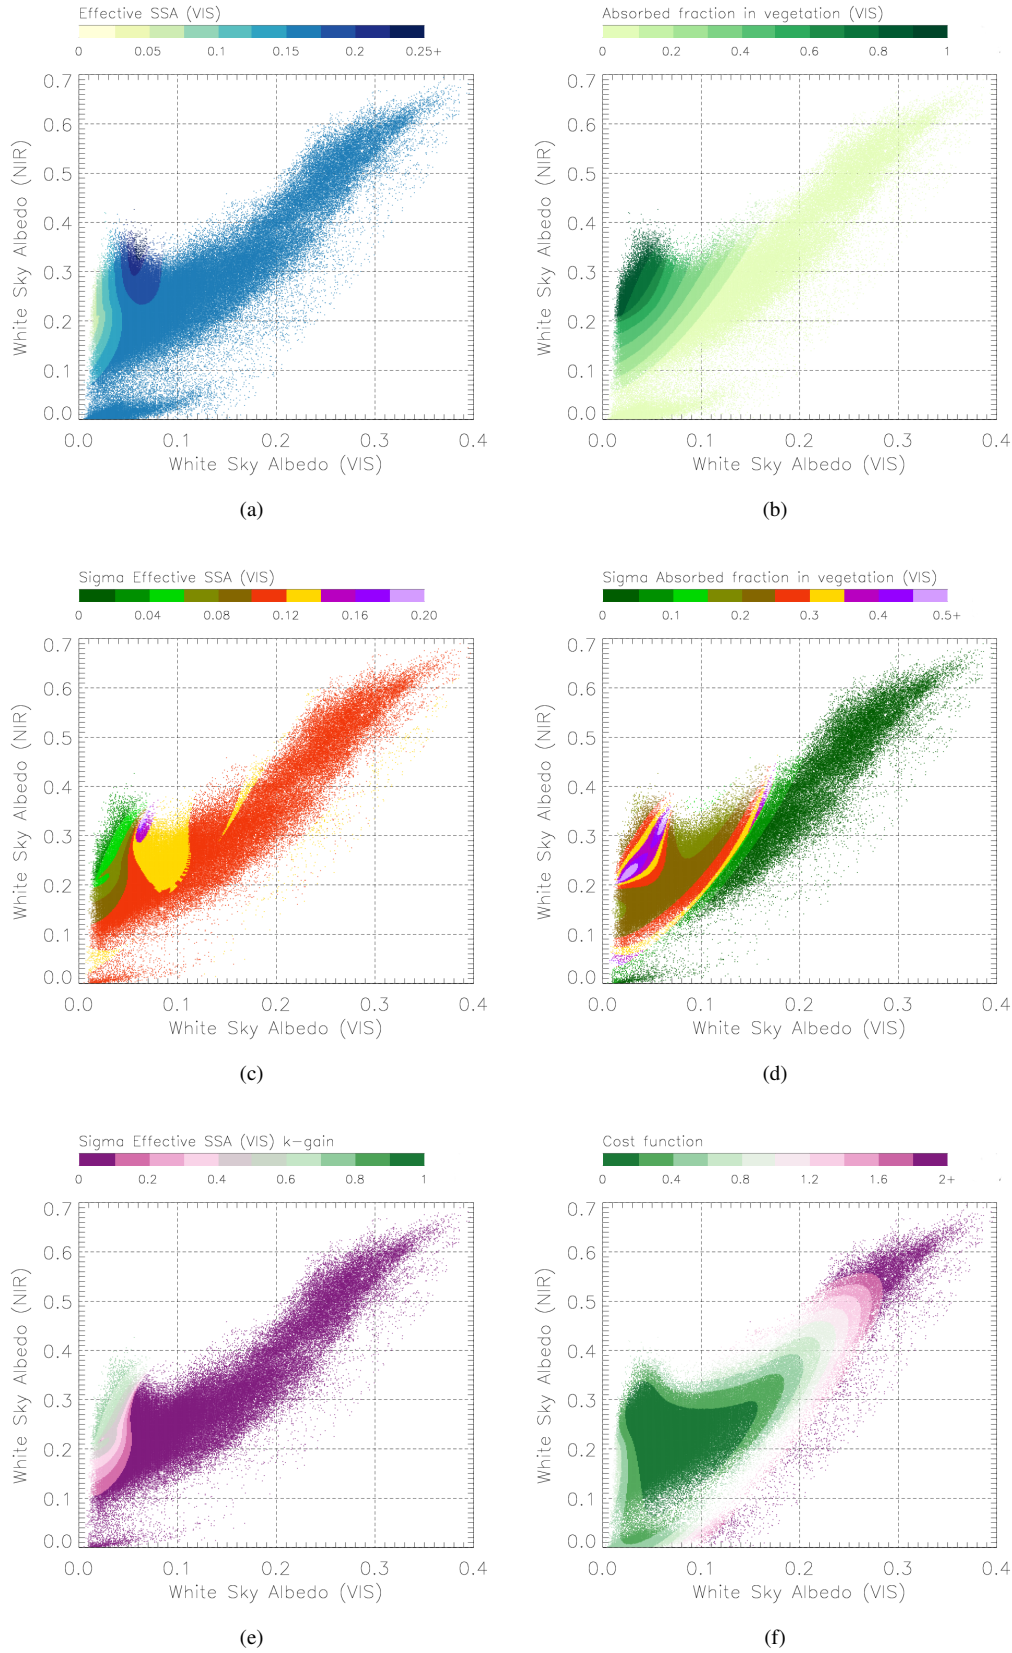 Effective SSA (VIS)
0 0.05 0.1 0.15 0.2 0.25+
0.7
0.6
0.5
0.4
0.3
0.2
0.1
0.0
White Sky Albedo (NIR)
0.0 0.1 0.2 0.3 0.4
White Sky Albedo (VIS)
(a)
Absorbed fraction in vegetation (VIS)
0 0.2 0.4 0.6 0.8 1
0.7
0.6
0.5
0.4
0.3
0.2
0.1
0.0
White Sky Albedo (NIR)
0.0 0.1 0.2 0.3 0.4
White Sky Albedo (VIS)
(b)
Sigma Effective SSA (VIS)
0 0.04 0.08 0.12 0.16 0.20
0.7
0.6
0.5
0.4
0.3
0.2
0.1
0.0
White Sky Albedo (NIR)
0.0 0.1 0.2 0.3 0.4
White Sky Albedo (VIS)
(c)
Sigma Absorbed fraction in vegetation (VIS)
0 0.1 0.2 0.3 0.4 0.5+
0.7
0.6
0.5
0.4
0.3
0.2
0.1
0.0
White Sky Albedo (NIR)
0.0 0.1 0.2 0.3 0.4
White Sky Albedo (VIS)
(d)
Sigma Effective SSA (VIS) k-gain
0 0.2 0.4 0.6 0.8 1
0.7
0.6
0.5
0.4
0.3
0.2
0.1
0.0
White Sky Albedo (NIR)
0.0 0.1 0.2 0.3 0.4
White Sky Albedo (VIS)
(e)
Cost function
0 0.4 0.8 1.2 1.6 2+
0.7
0.6
0.5
0.4
0.3
0.2
0.1
0.0
White Sky Albedo (NIR)
0.0 0.1 0.2 0.3 0.4
White Sky Albedo (VIS)
(f)